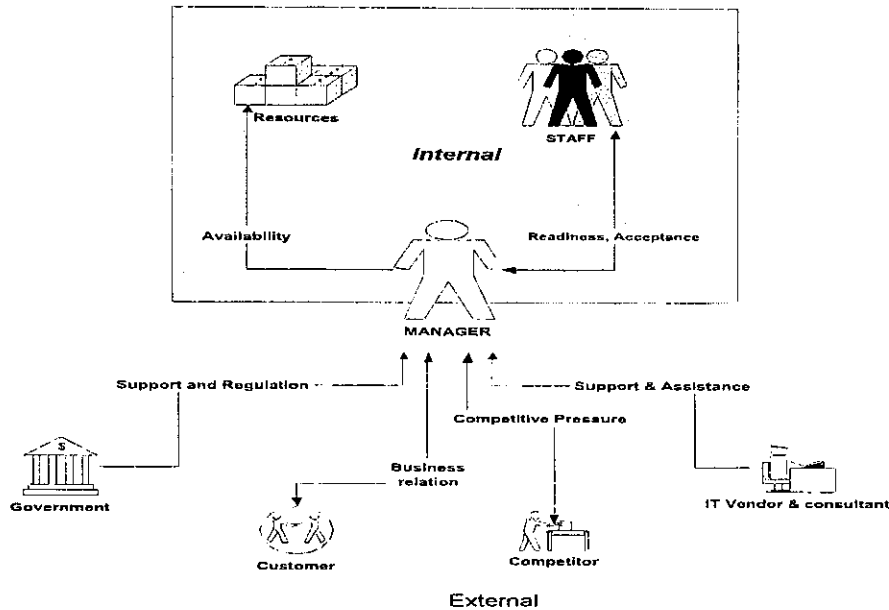 Resources
STAFF
Internal
Availability
Readiness, Acceptance
MANAGER
Support and Regulation
Support & Assistance
Competitive Pressure
$
Business
relation
Government
IT Vendor & consultant
Customer
Competitor
External